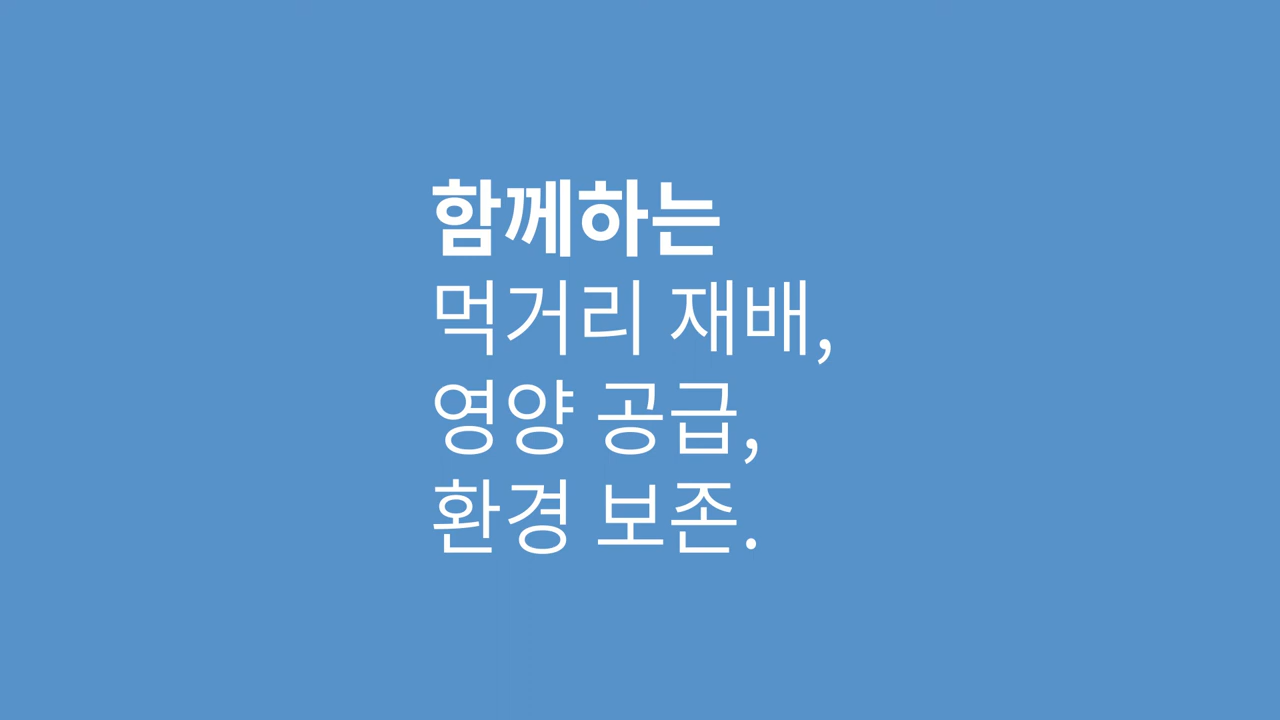 함께하는
먹거리 재배,
영양 공급,
환경 보존.